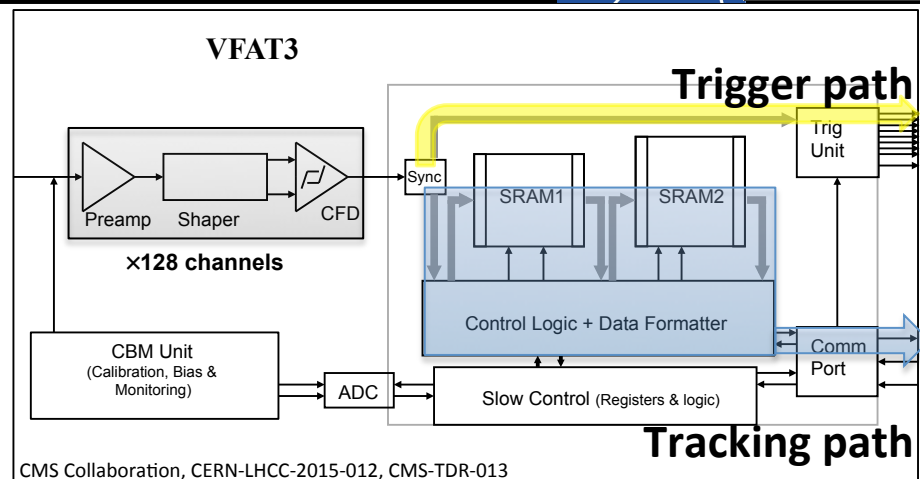 VFAT3
Trigger path
Trig
Unit
Sync
SRAM1
SRAM2
Preamp
Shaper
CFD
×128 channels
Control Logic + Data Formatter
Comm
Port
CBM Unit
(Calibration, Bias &
Monitoring)
ADC
Slow Control (Registers & logic)
Tracking path
CMS Collaboration, CERN-LHCC-2015-012, CMS-TDR-013